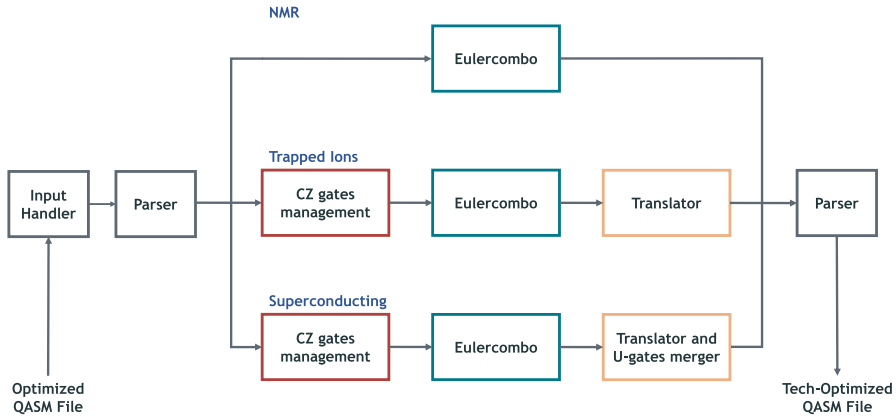 NMR
Eulercombo
Trapped Ions
Input
Handler
Parser
CZ gates
management
Eulercombo
Translator
Parser
Superconducting
CZ gates
management
Eulercombo
Translator and
U-gates merger
Optimized
QASM File
Tech-Optimized
QASM File